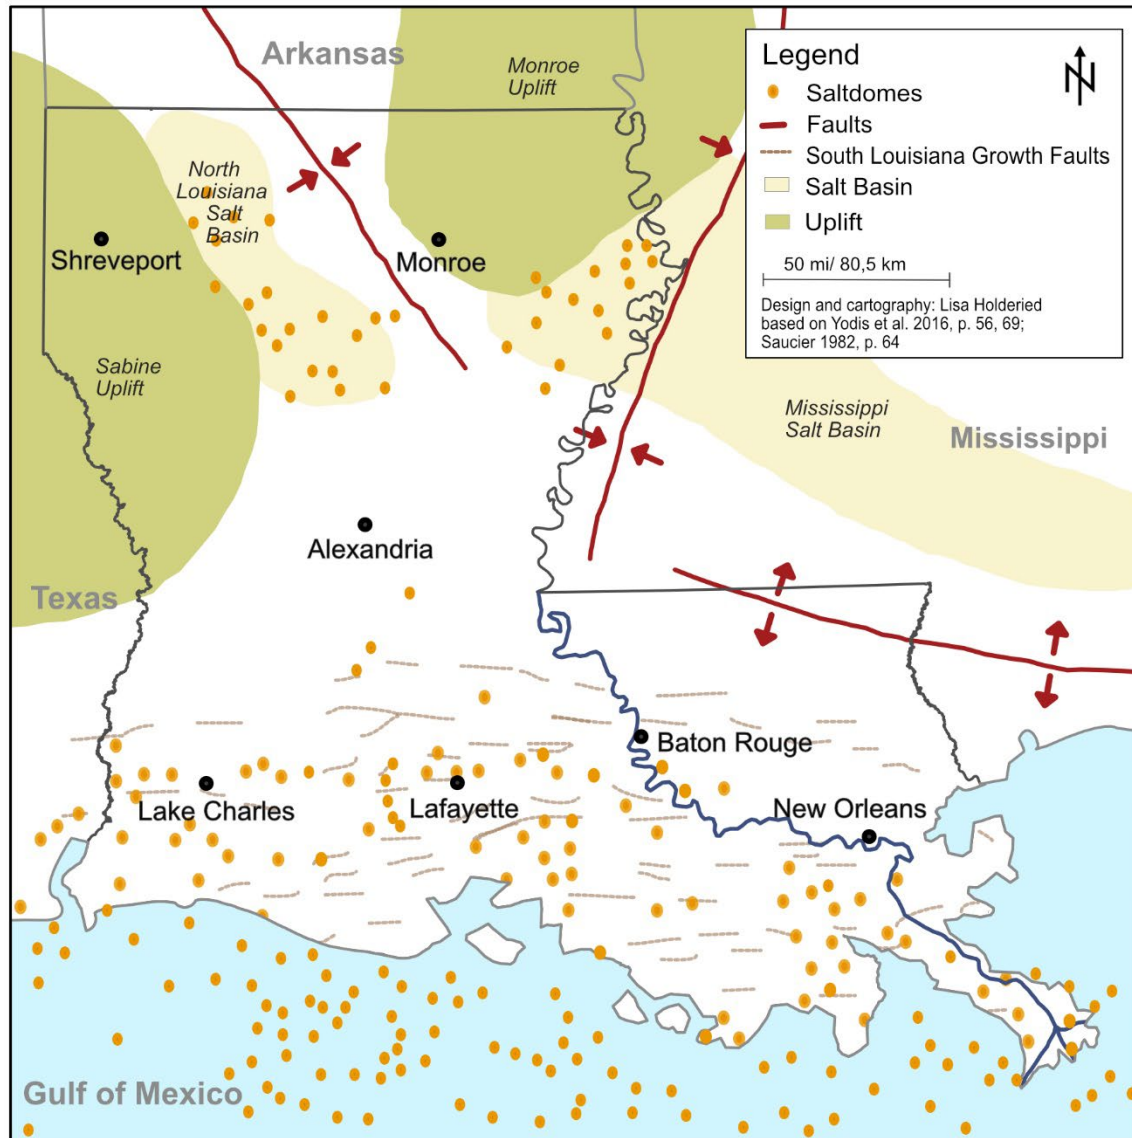 Arkansas
Monroe
Uplift
Legend
N
Saltdomes
Faults
South Louisiana Growth Faults
Salt Basin
Uplift
50 mi/ 80,5 km
Design and cartography: Lisa Holderied
based on Yodis et al. 2016, p. 56, 69;
Saucier 1982, p. 64
North
Louisiana
Salt
Basin
Shreveport
Monroe
Sabine
Uplift
Mississippi
Salt Basin
Mississippi
Alexandria
Texas
Baton Rouge
Lake Charles
Lafayette
New Orleans
Gulf of Mexico